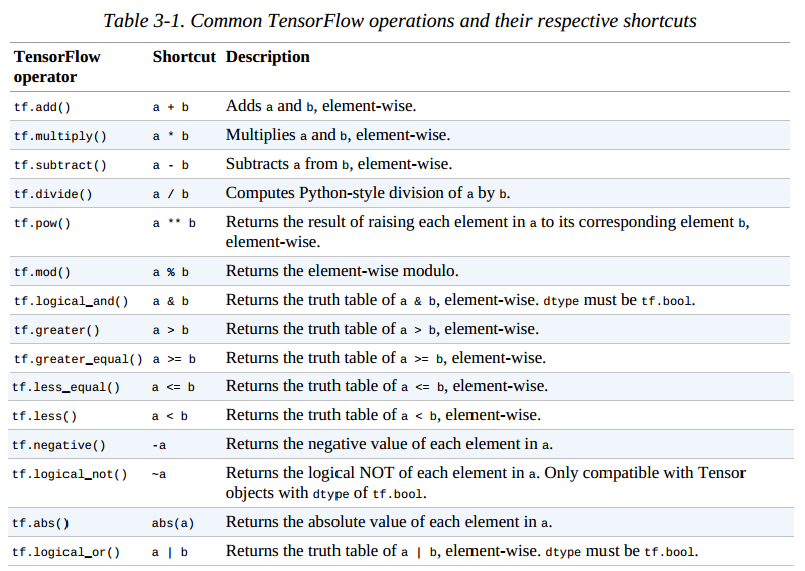 Table 3-1. Common TensorFlow operations and their respective shortcuts
TensorFlow operator Shortcut Description
tf.add() a + b Adds a and b, element-wise.
tf.multiply() a * b Multiplies a and b, element-wise.
tf.subtract() a - b Subtracts a from b, element-wise.
tf.divide() a / b Computes Python-style division of a by b.
tf.pow() a ** b Returns the result of raising each element in a to its corresponding element b,
element-wise.
tf.mod() a % b Returns the element-wise modulo.
tf.logical_and() a & b Returns the truth table of a & b, element-wise. dtype must be tf.bool.
tf.greater() a > b Returns the truth table of a > b, element-wise.
tf.greater_equal() a >= b Returns the truth table of a >= b, element-wise.
tf.less_equal() a <= b Returns the truth table of a <= b, element-wise.
tf.less() a < b Returns the truth table of a < b, element-wise.
tf.negative() -a Returns the negative value of each element in a.
tf.logical_not() ~a Returns the logical NOT of each element in a. Only compatible with Tensor
objects with dtype of tf.bool.
tf.abs() abs(a) Returns the absolute value of each element in a.
tf.logical_or() a | b Returns the truth table of a | b, element-wise. dtype must be tf.bool.